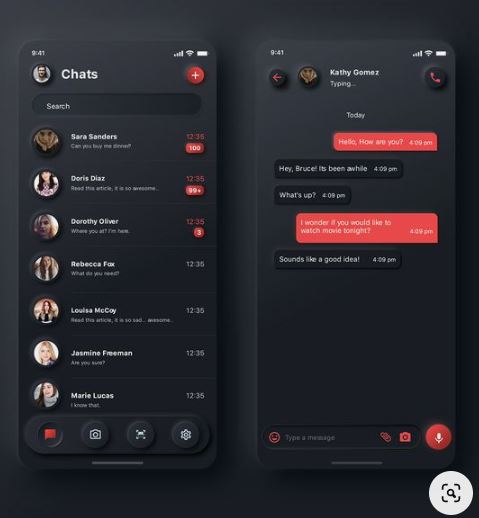 9:41
Chats
Search
Sara Sanders 12:35
Can you buy me dinner? 100
Doris Diaz 12:35
Read this article, it is so awesome.. 99+
Dorothy Oliver 12:35
Where you at? I'm here. 3
Rebecca Fox 12:35
What do you need?
Louisa McCoy 12:35
Read this article, it is so sad... awesome..
Jasmine Freeman 12:35
Are you sure?
Marie Lucas 12:35
I know that.
9:41
Kathy Gomez
Typing...
Today
Hello, How are you? 4:09 pm
Hey, Bruce! Its been awhile 4:09 pm
What's up? 4:09 pm
I wonder if you would like to
watch movie tonight? 4:09 pm
Sounds like a good idea! 4:09 pm
Type a message